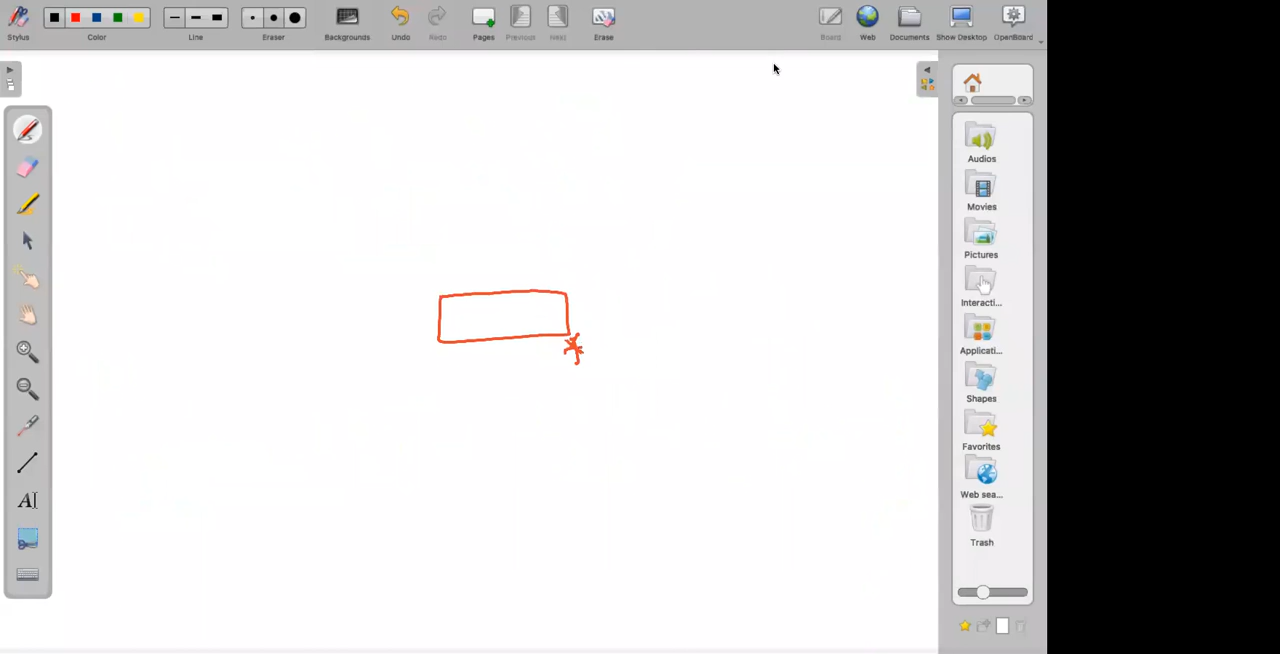 Stylus Color Line Eraser Backgrounds Undo Redo Pages Previous Next Erase Board Web Documents Show Desktop OpenBoard
Audios
Movies
Pictures
Interacti...
Applicati...
Shapes
Favorites
Web sea...
Trash
A